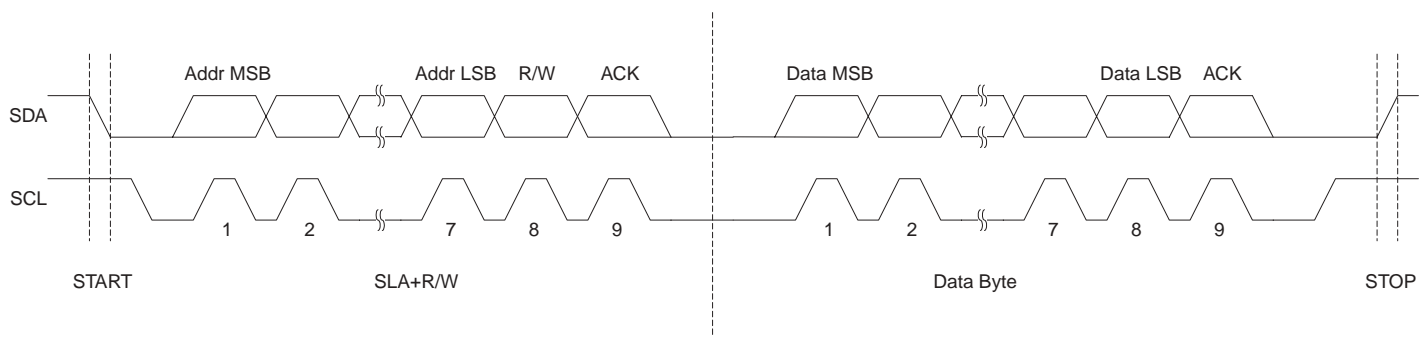 Addr MSB Addr LSB R/W ACK Data MSB Data LSB ACK
SDA
SCL
1 2 7 8 9 1 2 7 8 9
START SLA+R/W Data Byte STOP